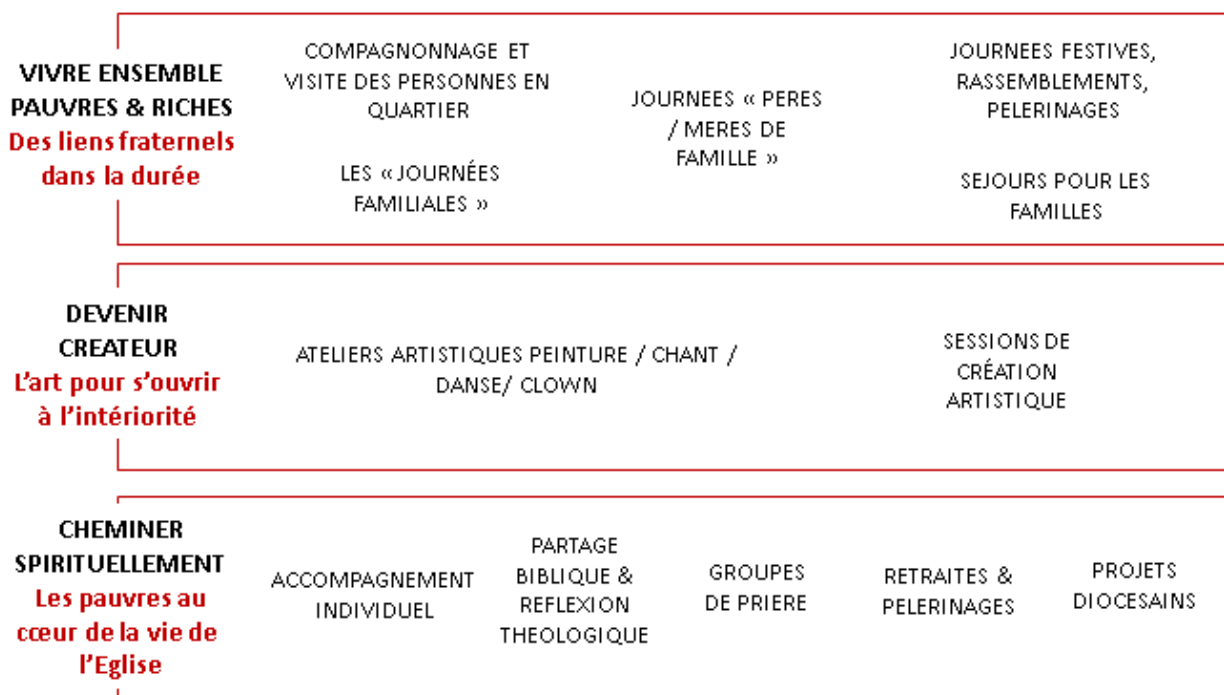 VIVRE ENSEMBLE
PAUVRES & RICHES
Des liens fraternels
dans la durée
COMPAGNONNAGE ET
VISITE DES PERSONNES EN
QUARTIER
LES « JOURNÉES
FAMILIALES »
JOURNEES « PERES
/ MERES DE
FAMILLE »
JOURNEES FESTIVES,
RASSEMBLEMENTS,
PELERINAGES
SEJOURS POUR LES
FAMILLES
DEVENIR
CREATEUR
L'art pour s'ouvrir
à l'intériorité
ATELIERS ARTISTIQUES PEINTURE / CHANT /
DANSE/ CLOWN
SESSIONS DE
CRÉATION
ARTISTIQUE
CHEMINER
SPIRITUELLEMENT
Les pauvres au
cœur de la vie de
l'Eglise
ACCOMPAGNEMENT
INDIVIDUEL
PARTAGE
BIBLIQUE &
REFLEXION
THEOLOGIQUE
GROUPES
DE PRIERE
RETRAITES &
PELERINAGES
PROJETS
DIOCESAINS